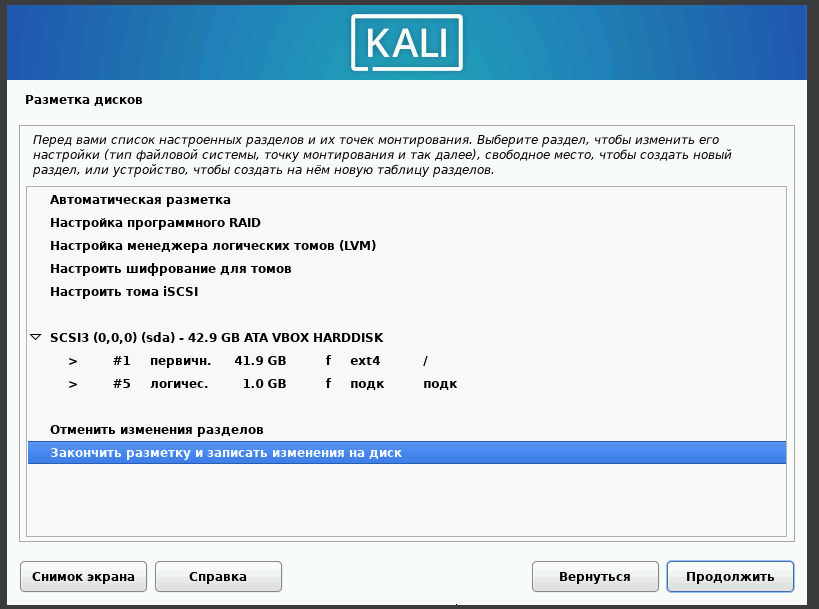 KALI
Разметка дисков
Перед вами список настроенных разделов и их точек монтирования. Выберите раздел, чтобы изменить его
настройки (тип файловой системы, точку монтирования и так далее), свободное место, чтобы создать новый
раздел, или устройство, чтобы создать на нём новую таблицу разделов.
Автоматическая разметка
Настройка программного RAID
Настройка менеджера логических томов (LVM)
Настроить шифрование для томов
Настроить тома iSCSI
SCSI3 (0,0,0) (sda) - 42.9 GB ATA VBOX HARDDISK
> #1 первичн. 41.9 GB f ext4 /
> #5 логичес. 1.0 GB f подк подк
Отменить изменения разделов
Закончить разметку и записать изменения на диск
Снимок экрана Справка Вернуться Продолжить